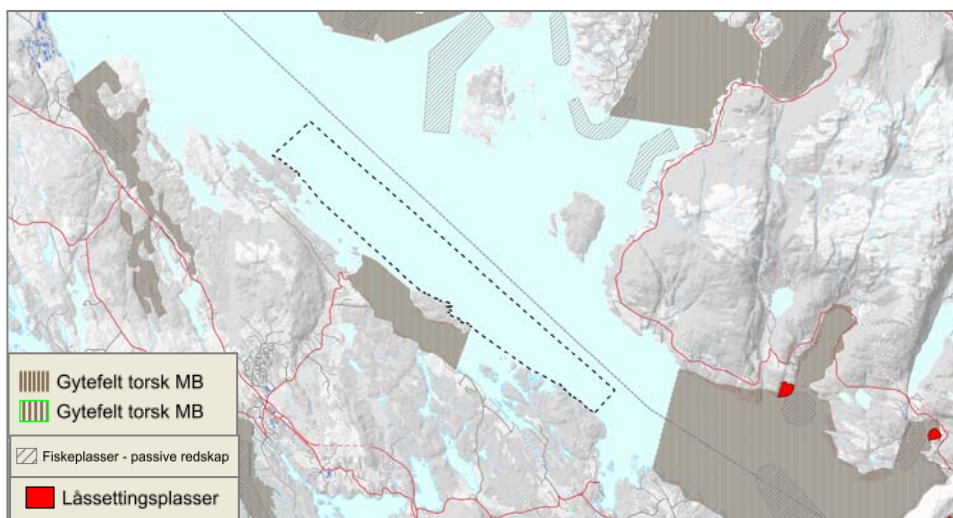 Gytefelt torsk MB
Gytefelt torsk MB
Fiskeplasser - passive redskap
Låssettingsplasser